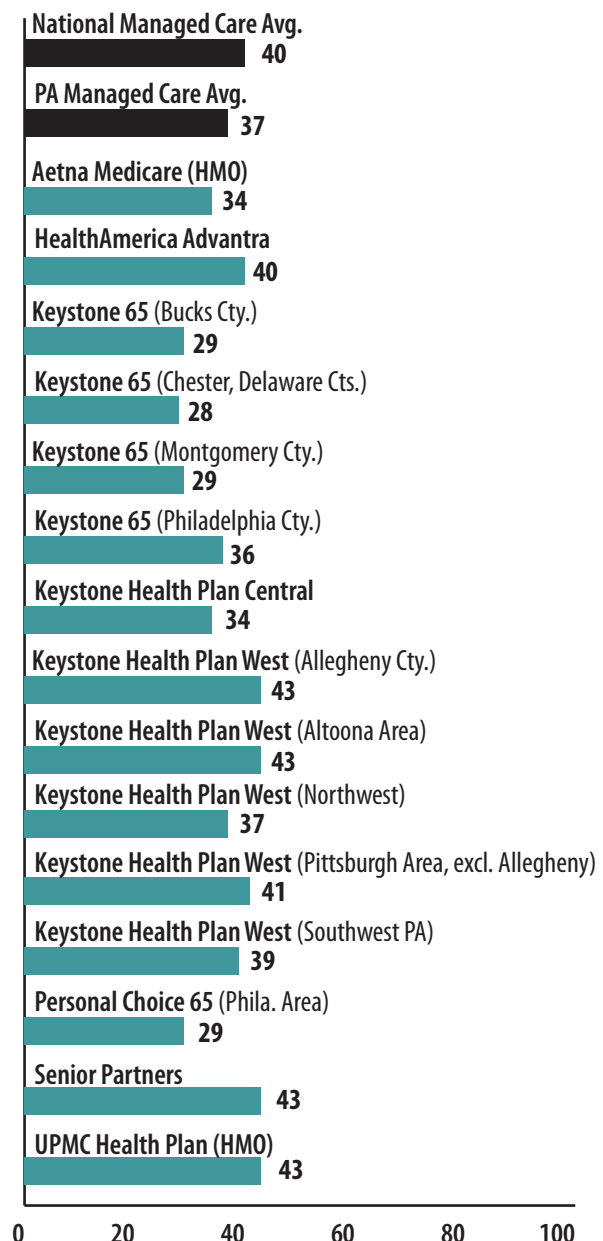 National Managed Care Avg.
40
PA Managed Care Avg.
37
Aetna Medicare (HMO)
34
HealthAmerica Advantra
40
Keystone 65 (Bucks Cty.)
29
Keystone 65 (Chester, Delaware Cts.)
28
Keystone 65 (Montgomery Cty.)
29
Keystone 65 (Philadelphia Cty.)
36
Keystone Health Plan Central
34
Keystone Health Plan West (Allegheny Cty.)
43
Keystone Health Plan West (Altoona Area)
43
Keystone Health Plan West (Northwest)
37
Keystone Health Plan West (Pittsburgh Area, excl. Allegheny)
41
Keystone Health Plan West (Southwest PA)
39
Personal Choice 65 (Phila. Area)
29
Senior Partners
43
UPMC Health Plan (HMO)
43
0 20 40 60 80 100